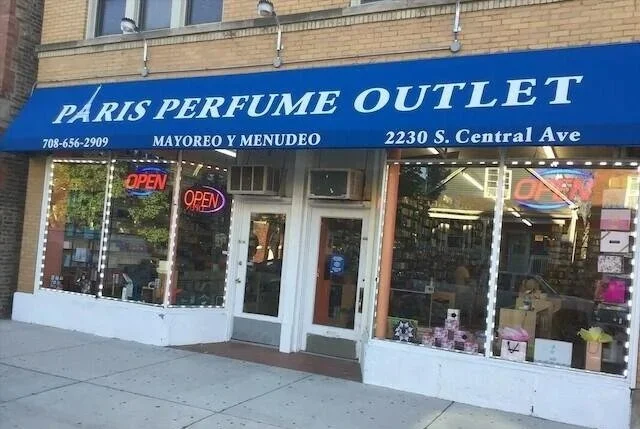 PARIS PERFUME OUTLET
708-656-2909 MAYOREO Y MENUDEO 2230 S. Central Ave
OPEN OPEN OPEN